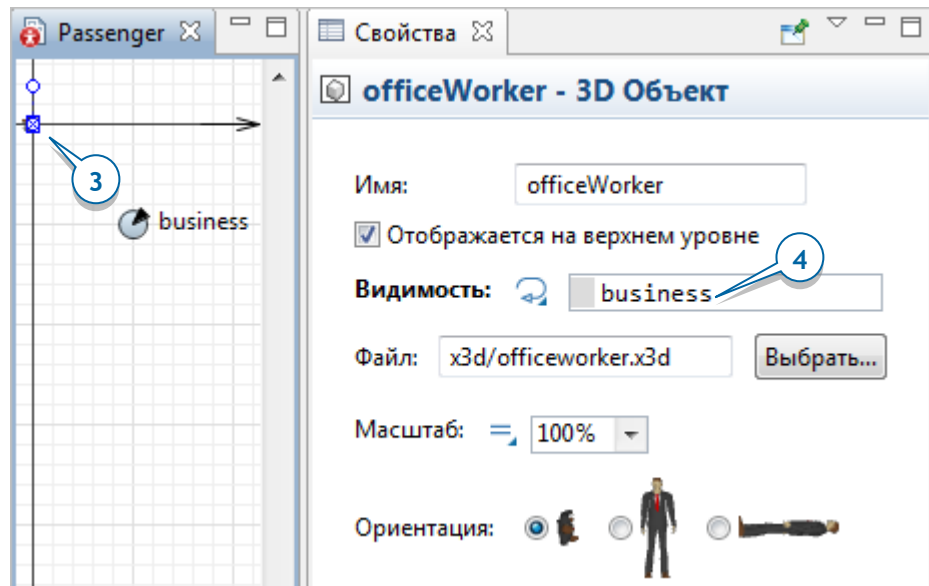 Passenger
3
business
Свойства
officeWorker - 3D Объект
Имя: officeWorker
Отображается на верхнем уровне
4
Видимость: business
Файл: x3d/officeworker.x3d Выбрать...
Масштаб: 100%
Ориентация: